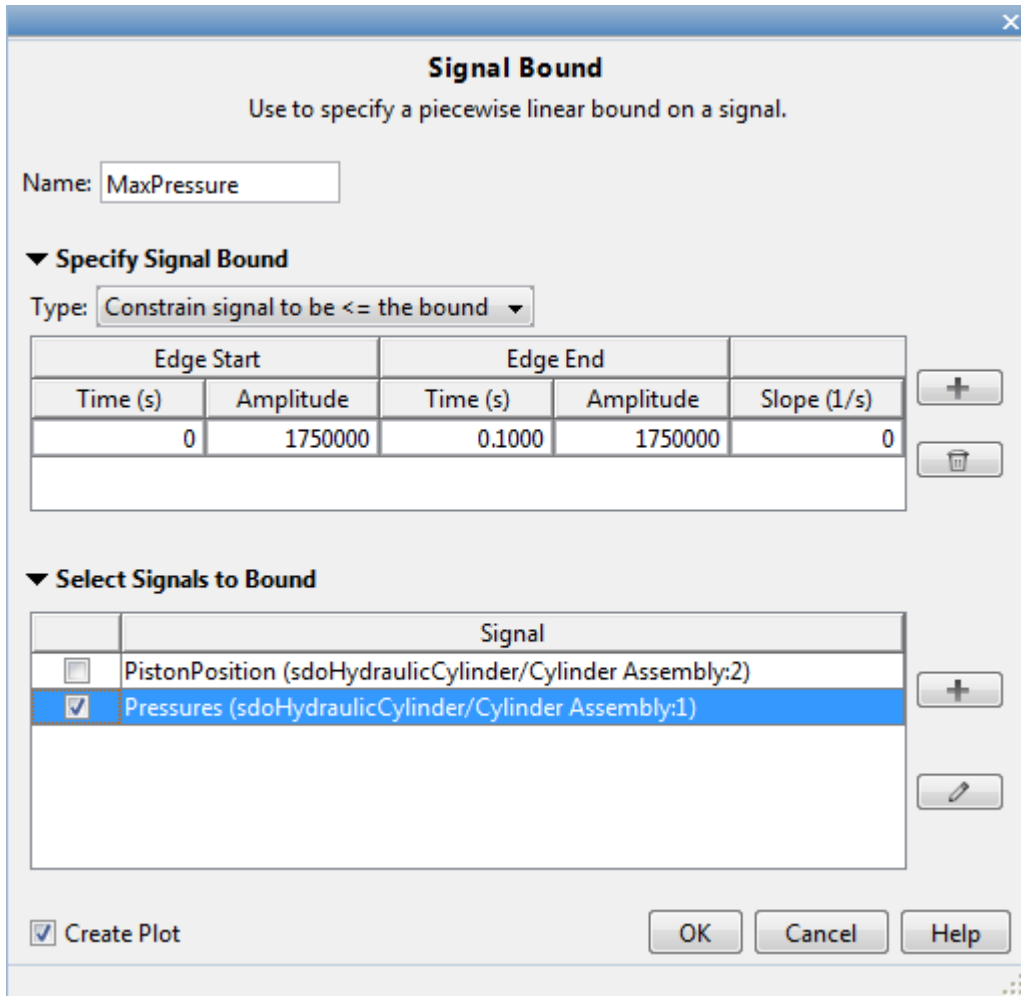 Signal Bound
Use to specify a piecewise linear bound on a signal.
Name: MaxPressure
Specify Signal Bound
Type: Constrain signal to be <= the bound
Edge Start Edge End
Time (s) Amplitude Time (s) Amplitude Slope (1/s)
0 1750000 0.1000 1750000 0
Select Signals to Bound
Signal
PistonPosition (sdoHydraulicCylinder/Cylinder Assembly:2)
Pressures (sdoHydraulicCylinder/Cylinder Assembly:1)
Create Plot OK Cancel Help